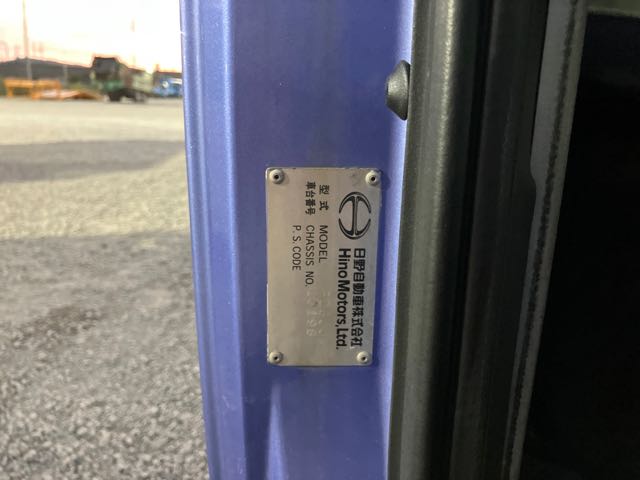 日野自動車株式会社
Hino Motors, Ltd.
型式 MODEL
車台番号 CHASSIS NO.
P. S. CODE